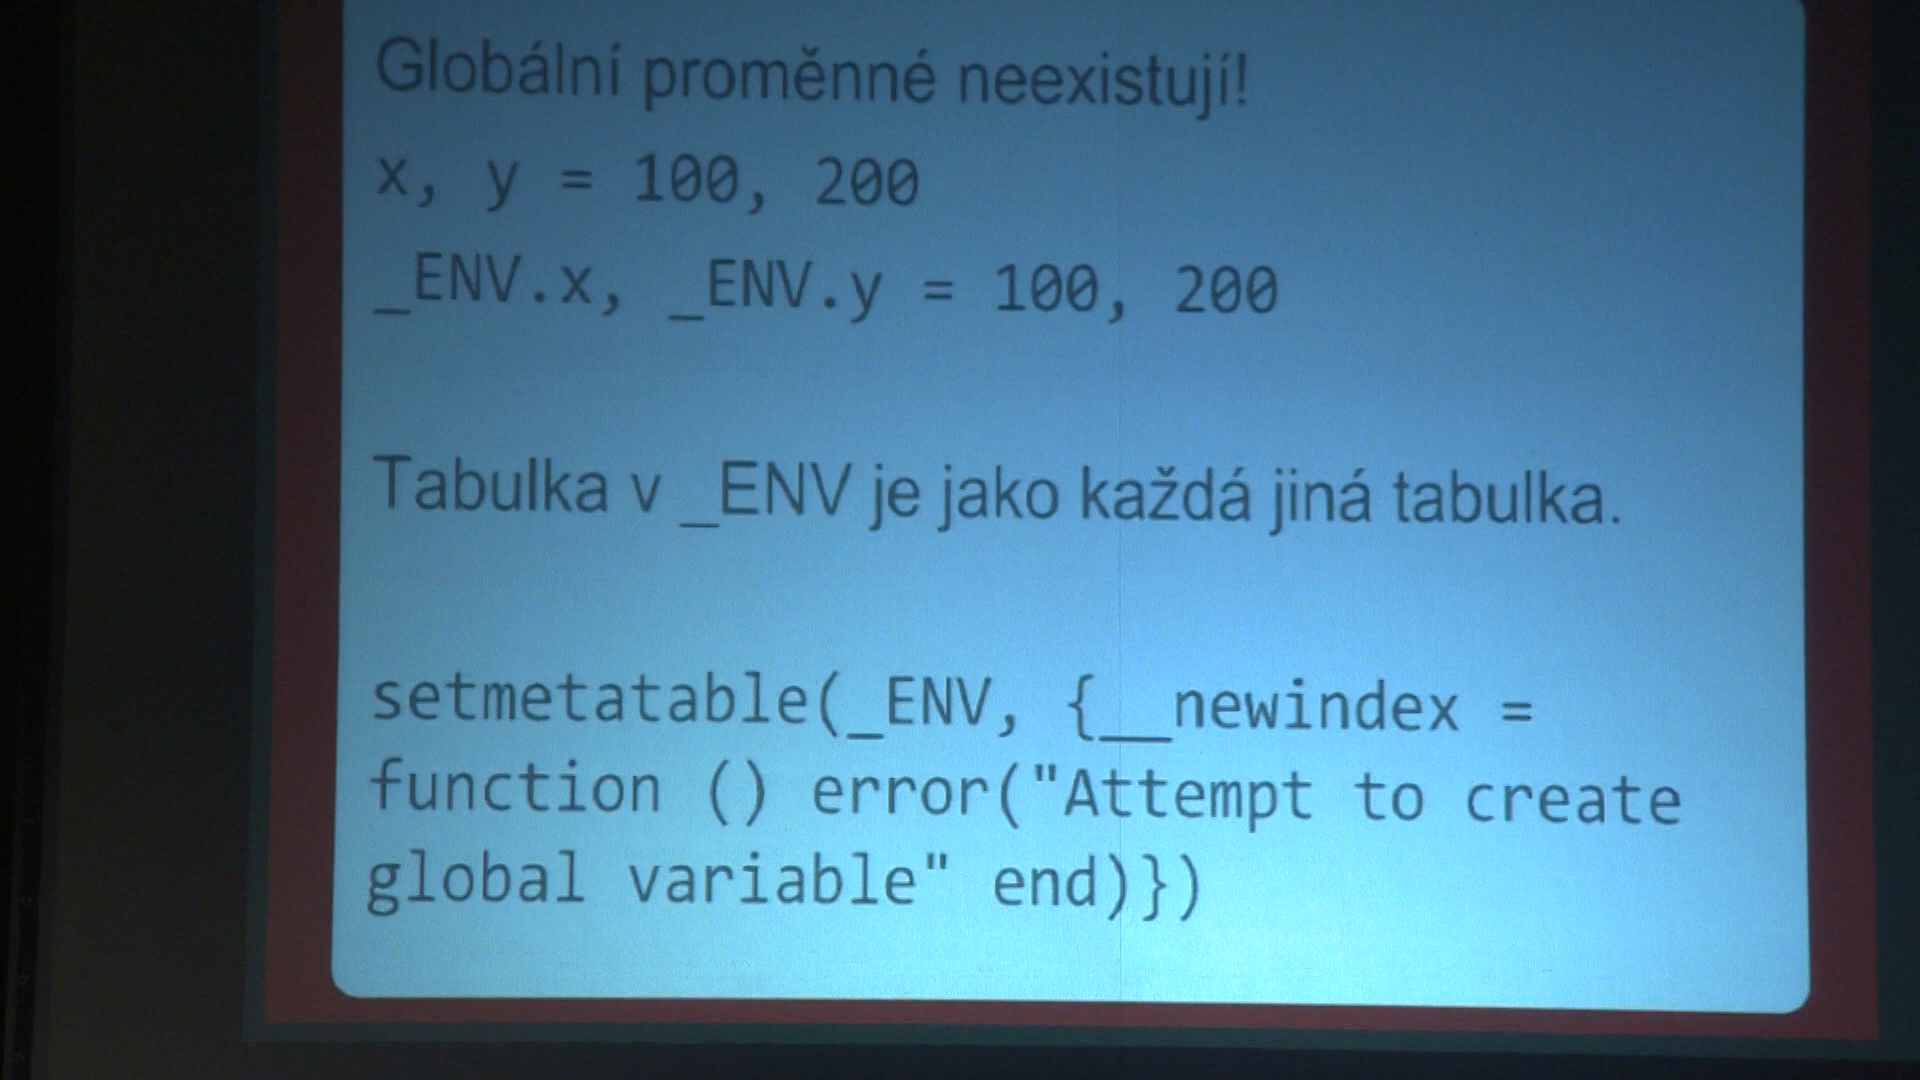 Globální proměnné neexistují!
x, y = 100, 200
_ENV.x, _ENV.y = 100, 200
Tabulka v _ENV je jako každá jiná tabulka.
setmetatable(_ENV, {__newindex =
function () error("Attempt to create
global variable" end)})